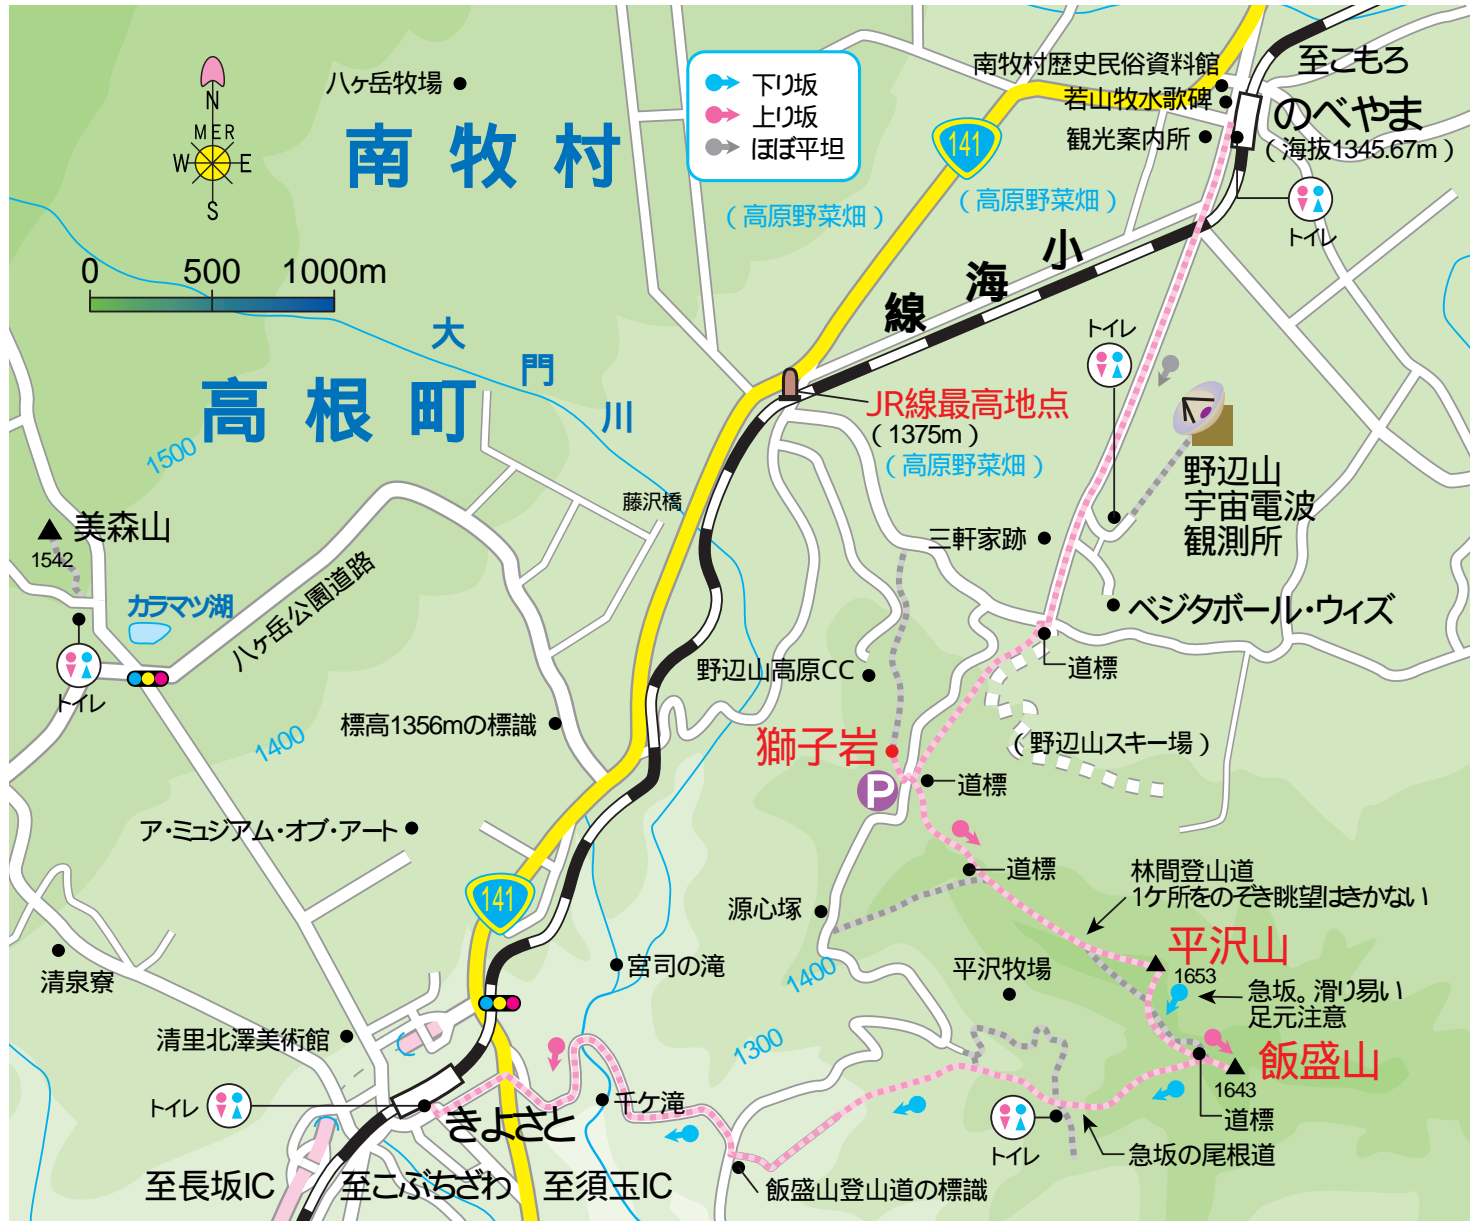 南牧村歴史民俗資料館
至こもろ
八ヶ岳牧場
下り坂
上り坂
ほぼ平坦
若山牧水歌碑
のべやま
（海抜1345.67m）
観光案内所
N
MER
W
E
S
南牧村
141
（高原野菜畑）
（高原野菜畑）
トイレ
小海線
0 500 1000m
大門川
トイレ
高根町
JR線最高地点
（1375m）
（高原野菜畑）
1500
野辺山
宇宙電波
観測所
藤沢橋
美森山
1542
三軒家跡
八ヶ岳公園道路
カラマツ湖
ベジタボール・ウィズ
道標
野辺山高原CC
トイレ
標高1356mの標識
1400
獅子岩
（野辺山スキー場）
P
道標
ア・ミュジアム・オブ・アート
道標
林間登山道
1ケ所をのぞき眺望はきかない
141
源心塚
平沢山
1653
清泉寮
宮司の滝
1400
平沢牧場
急坂。滑り易い
足元注意
清里北澤美術館
1300
飯盛山
1643
トイレ
千ケ滝
道標
きよさと
トイレ
急坂の尾根道
至長坂IC
至こぶちざわ
至須玉IC
飯盛山登山道の標識